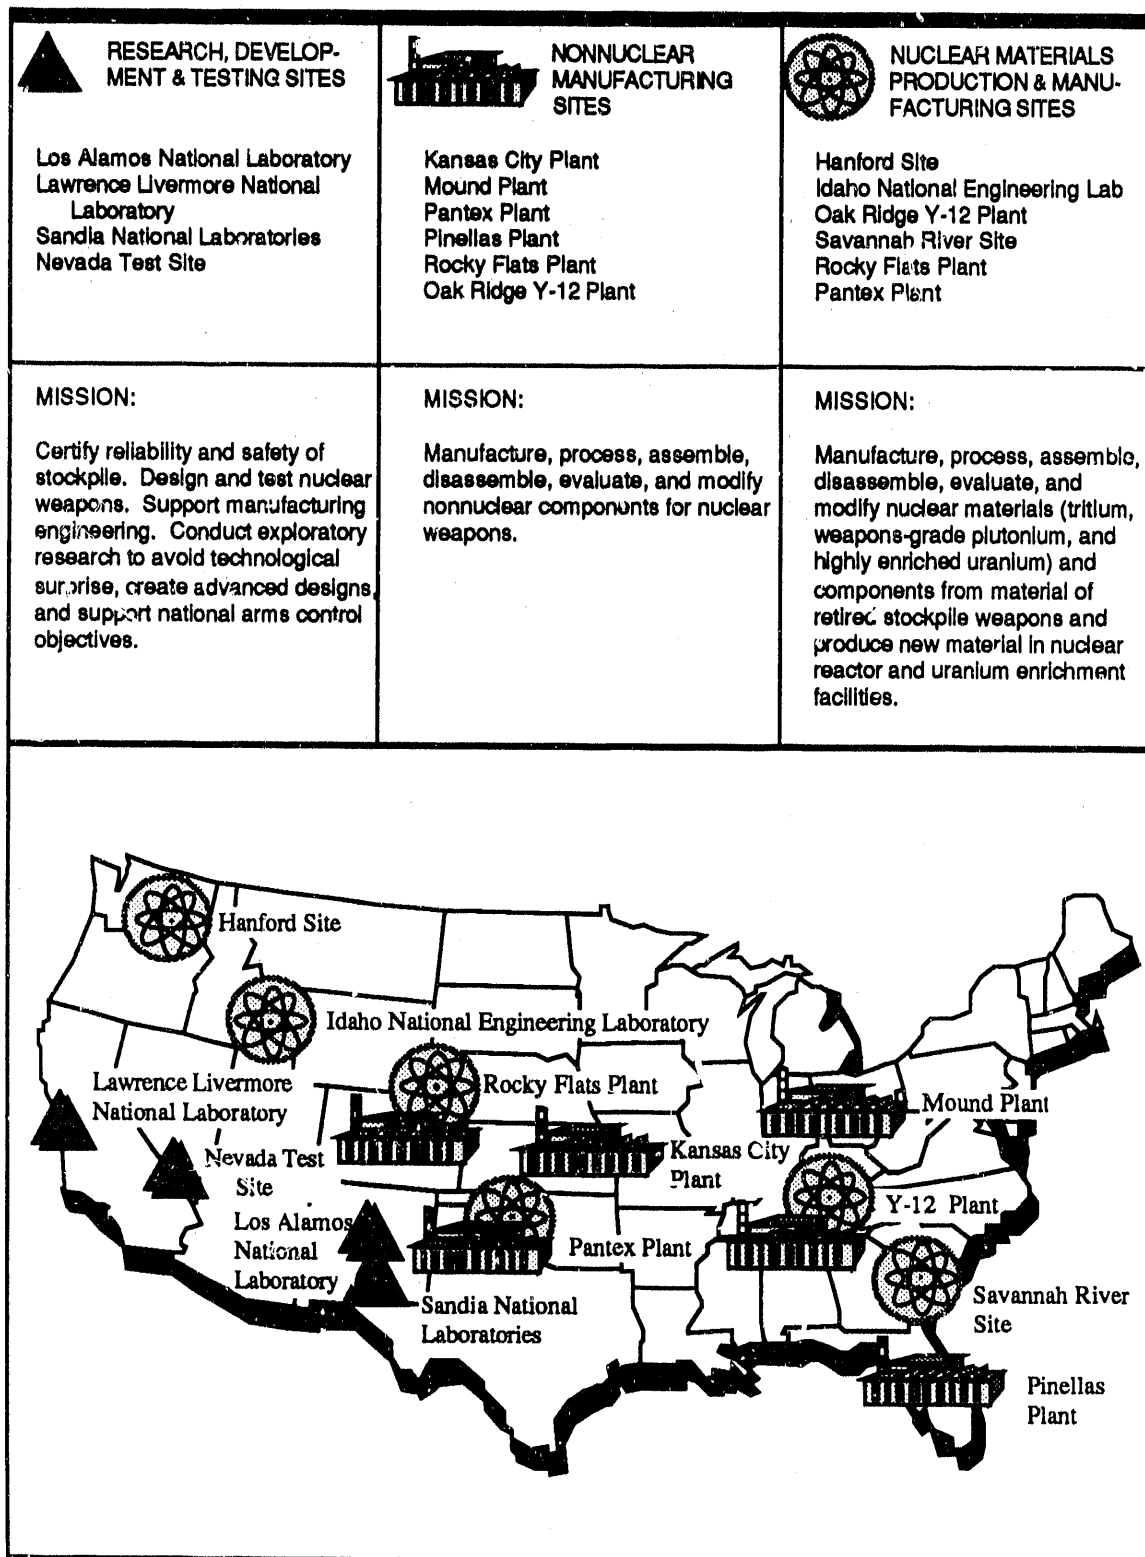 RESEARCH, DEVELOP-
MENT & TESTING SITES
Los Alamos National Laboratory
Lawrence Livermore National
Laboratory
Sandia National Laboratories
Nevada Test Site
NONNUCLEAR
MANUFACTURING
SITES
Kansas City Plant
Mound Plant
Pantex Plant
Pinellas Plant
Rocky Flats Plant
Oak Ridge Y-12 Plant
NUCLEAR MATERIALS
PRODUCTION & MANU-
FACTURING SITES
Hanford Site
Idaho National Engineering Lab
Oak Ridge Y-12 Plant
Savannah River Site
Rocky Flats Plant
Pantex Plant
MISSION:
Certify reliability and safety of
stockpile. Design and test nuclear
weapons. Support manufacturing
engineering. Conduct exploratory
research to avoid technological
surprise, create advanced designs,
and support national arms control
objectives.
MISSION:
Manufacture, process, assemble,
disassemble, evaluate, and modify
nonnuclear components for nuclear
weapons.
MISSION:
Manufacture, process, assemble,
disassemble, evaluate, and
modify nuclear materials (tritium,
weapons-grade plutonium, and
highly enriched uranium) and
components from material of
retired stockpile weapons and
produce new material in nuclear
reactor and uranium enrichment
facilities.
Hanford Site
Idaho National Engineering Laboratory
Lawrence Livermore
National Laboratory
Rocky Flats Plant
Mound Plant
Nevada Test
Site
Kansas City
Plant
Los Alamos
National
Laboratory
Y-12 Plant
Pantex Plant
Sandia National
Laboratories
Savannah River
Site
Pinellas
Plant